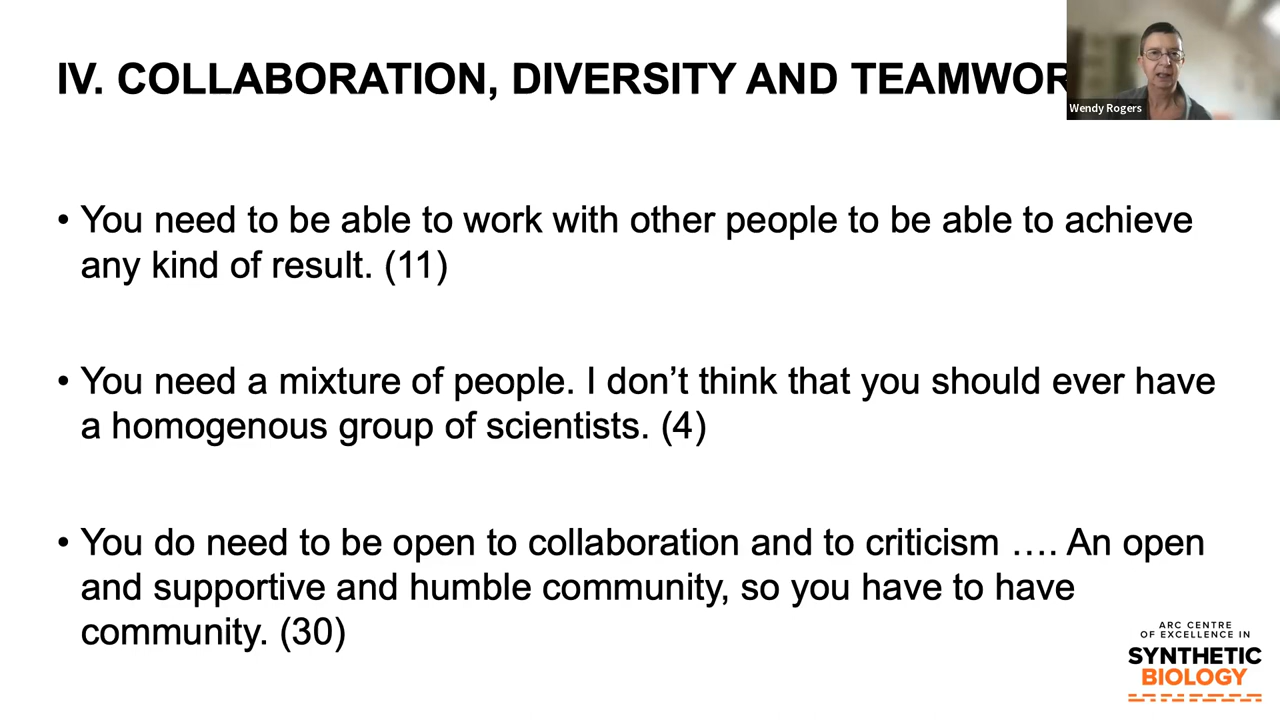 IV. COLLABORATION, DIVERSITY AND TEAMWOR
Wendy Rogers
• You need to be able to work with other people to be able to achieve
any kind of result. (11)
• You need a mixture of people. I don’t think that you should ever have
a homogenous group of scientists. (4)
• You do need to be open to collaboration and to criticism …. An open
and supportive and humble community, so you have to have
community. (30)
ARC CENTRE
OF EXCELLENCE IN
SYNTHETIC
BIOLOGY